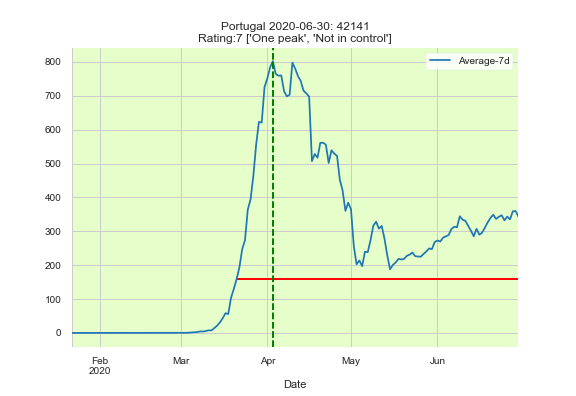 Portugal 2020-06-30: 42141
Rating:7 ['One peak', 'Not in control']
Average-7d
800
700
600
500
400
300
200
100
0
Feb
2020
Mar
Apr
May
Jun
Date